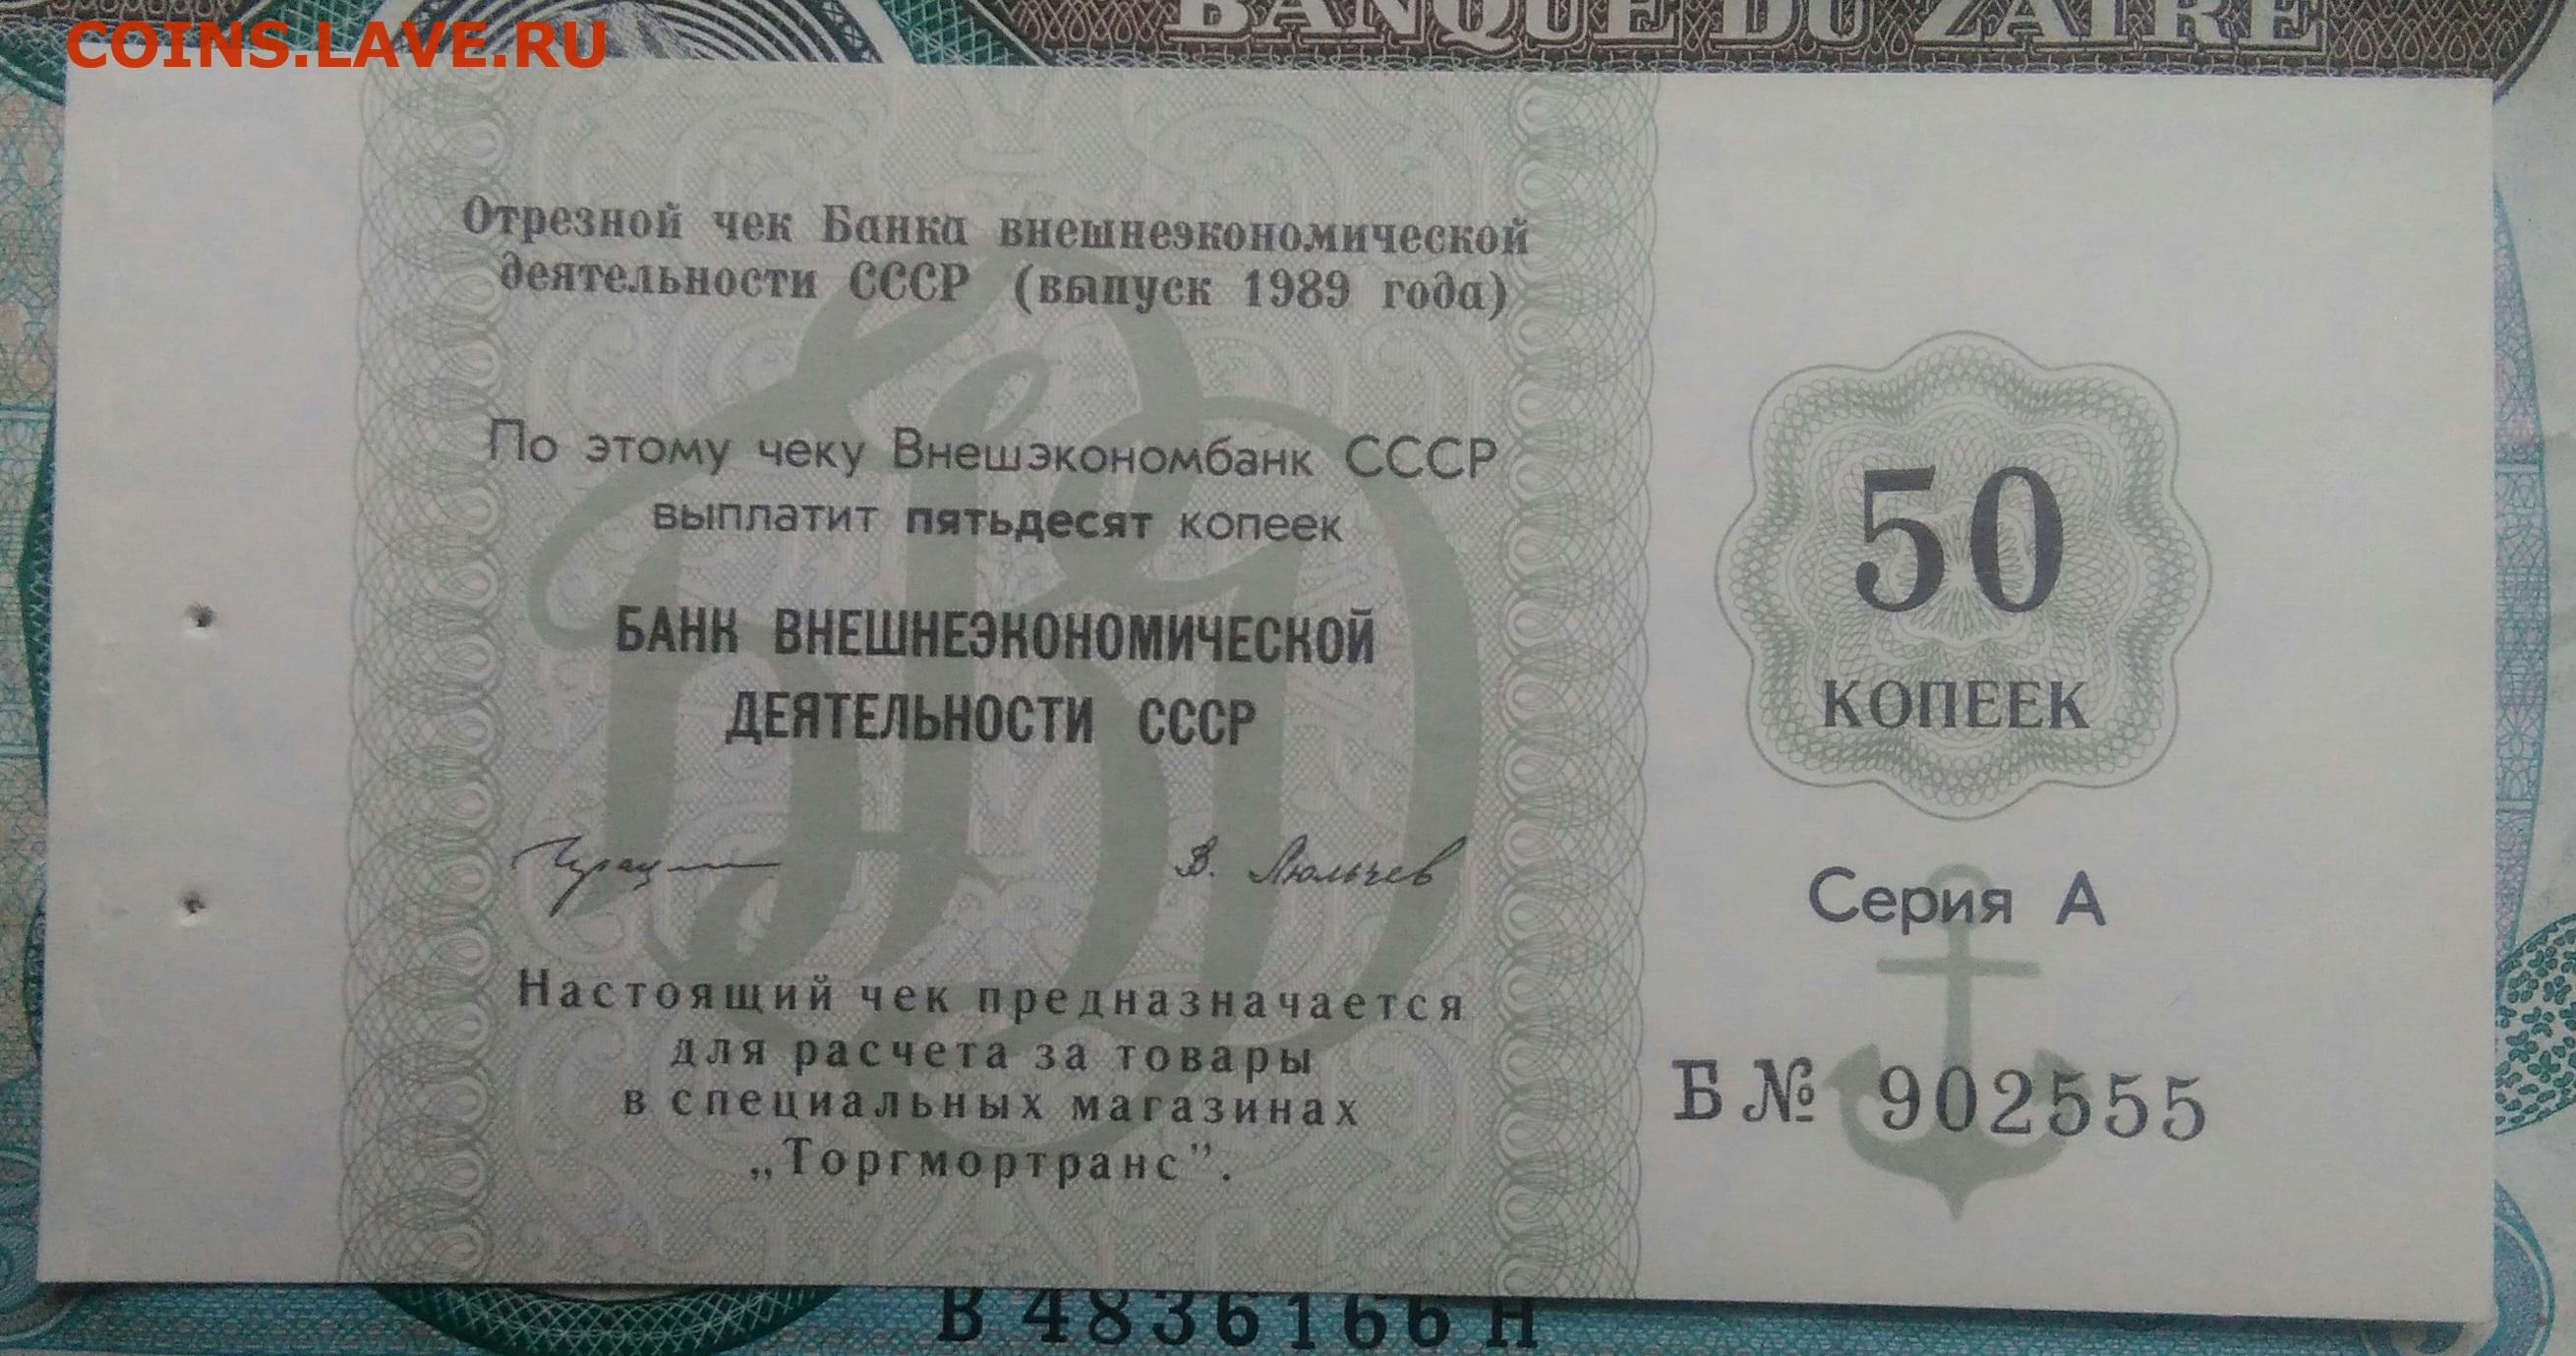 BANQUE DU ZAIRE
COINS.LAVE.RU
Отрезной чек Банка внешнеэкономической
деятельности СССР (выпуск 1989 года)
По этому чеку Внешэкономбанк СССР
выплатит пятьдесят копеек
БАНК ВНЕШНЕЭКОНОМИЧЕСКОЙ
ДЕЯТЕЛЬНОСТИ СССР
В. Люльчев
Настоящий чек предназначается
для расчета за товары
в специальных магазинах
„Торгмортранс”.
50
КОПЕЕК
Серия А
Б № 902555
B 4836166 H